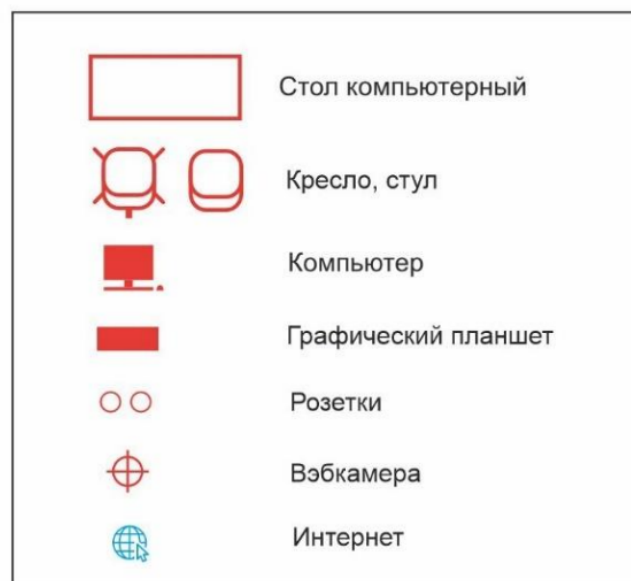 Стол компьютерный
Кресло, стул
Компьютер
Графический планшет
Розетки
Вэбкамера
Интернет